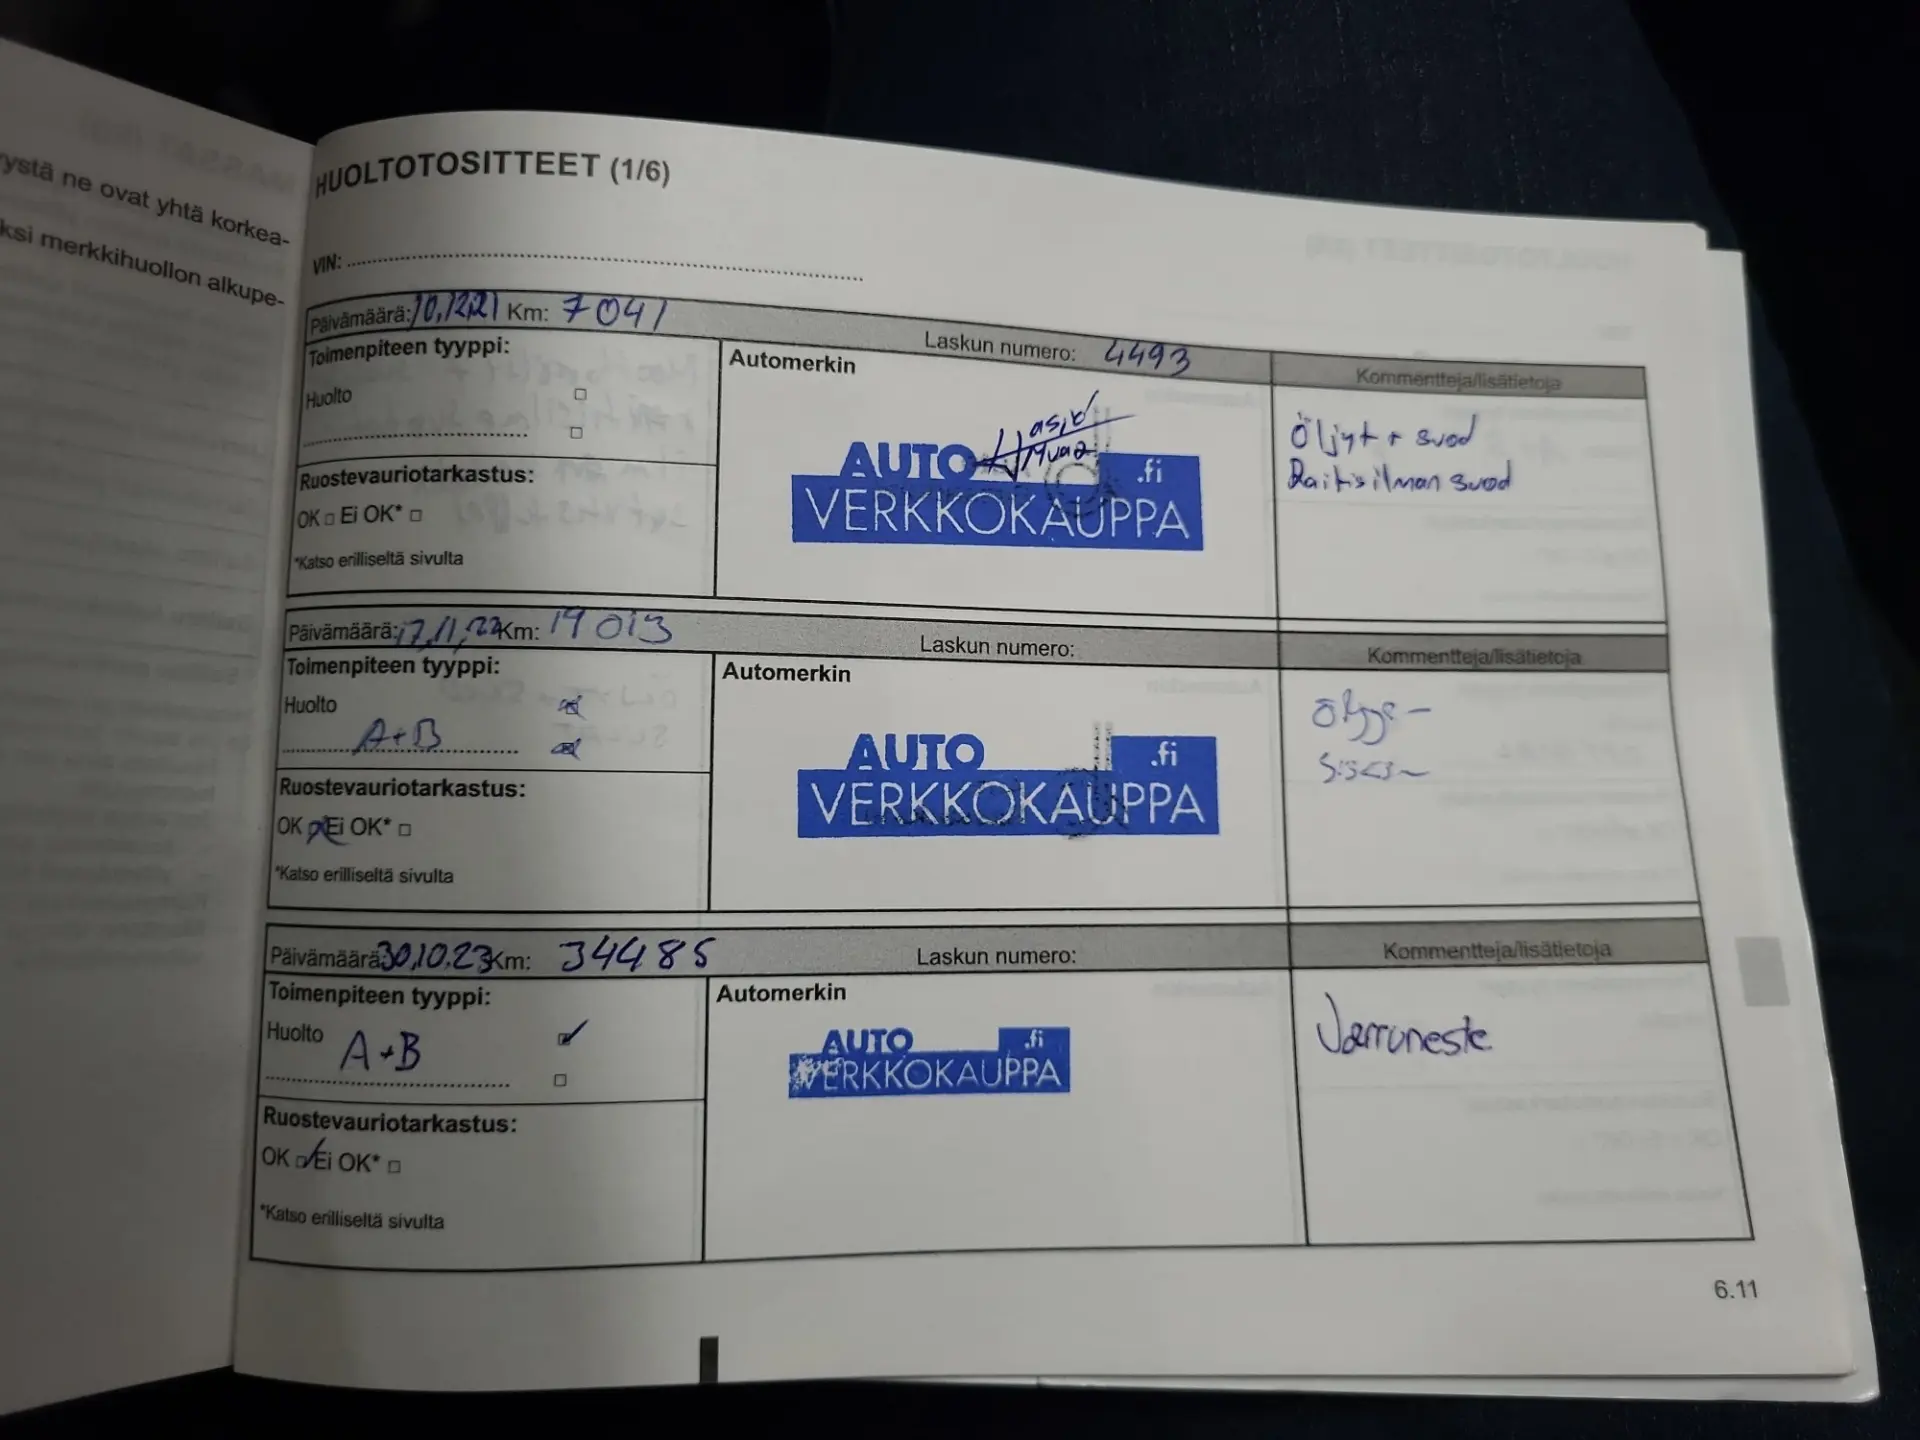 ystä ne ovat yhtä korkea-
ksi merkkihuollon alkupe-
HUOLTOTOSITTEET (1/6)
VIN:
Päivämäärä: 10,12,21 Km: 7041 Laskun numero: 4493
Toimenpiteen tyyppi:
Huolto
Ruostevauriotarkastus:
OK □ Ei OK* □
*Katso erilliseltä sivulta
Automerkin
AUTO .fi
VERKKOKAUPPA
Kommentteja/lisätietoja
Öljyt + suod
Raitisilman suod
Päivämäärä: 17,11,22 Km: 19013 Laskun numero:
Toimenpiteen tyyppi:
Huolto
A+B
Ruostevauriotarkastus:
OK Ei OK* □
*Katso erilliseltä sivulta
Automerkin
AUTO .fi
VERKKOKAUPPA
Kommentteja/lisätietoja
Päivämäärä: 30,10,23 Km: 34485 Laskun numero:
Toimenpiteen tyyppi:
Huolto A+B
Ruostevauriotarkastus:
OK Ei OK* □
*Katso erilliseltä sivulta
Automerkin
AUTO .fi
VERKKOKAUPPA
Kommentteja/lisätietoja
Jarruneste
6.11